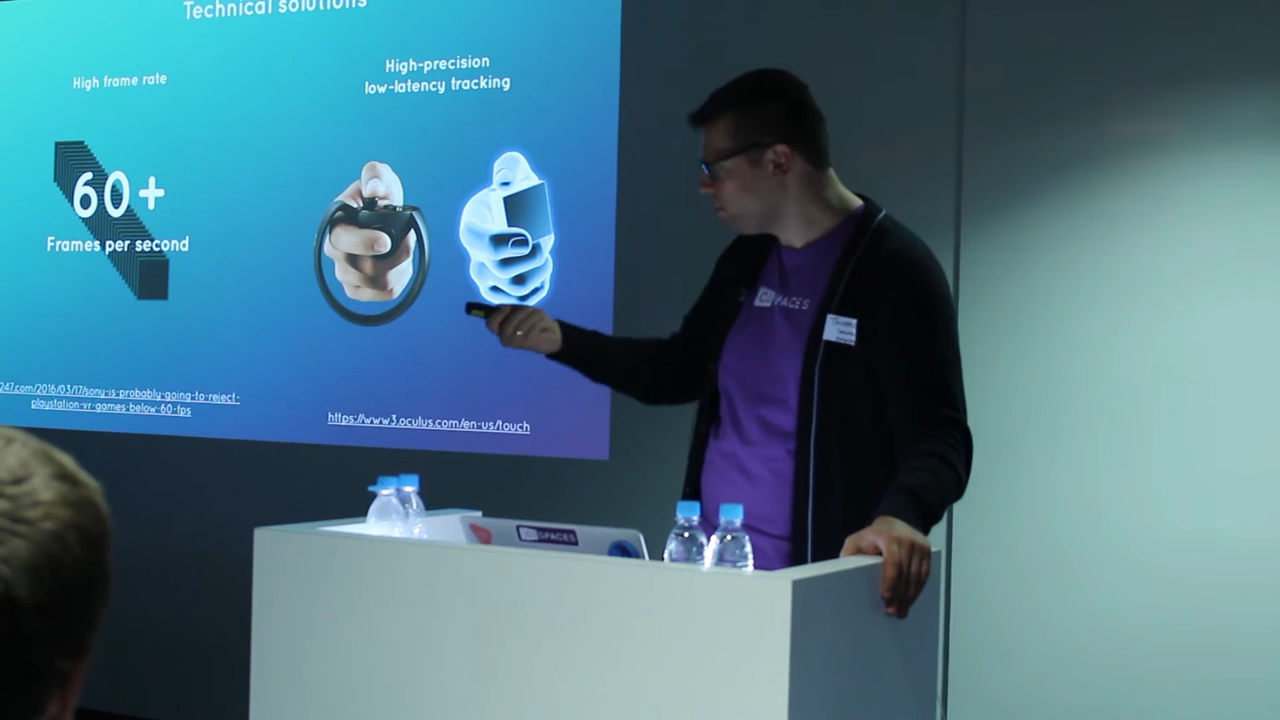 Technical solutions
High frame rate
60+
Frames per second
247.com/2016/03/17/sony-is-probably-going-to-reject-
playstation-vr-games-below-60-fps
High-precision
low-latency tracking
https://www3.oculus.com/en-us/touch
SPACES
SPACES